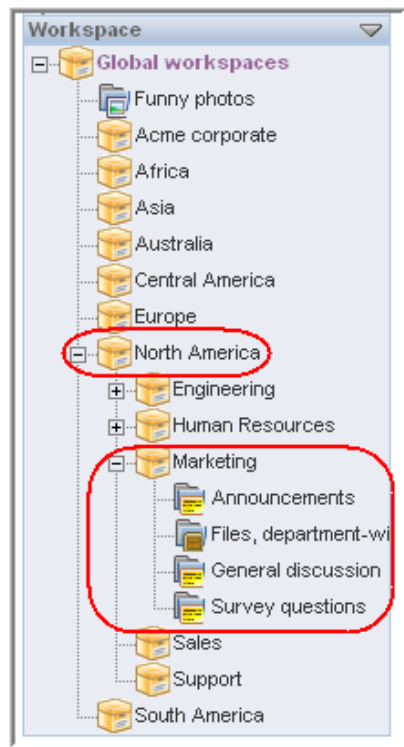 Workspace
Global workspaces
Funny photos
Acme corporate
Africa
Asia
Australia
Central America
Europe
North America
Engineering
Human Resources
Marketing
Announcements
Files, department-wi
General discussion
Survey questions
Sales
Support
South America